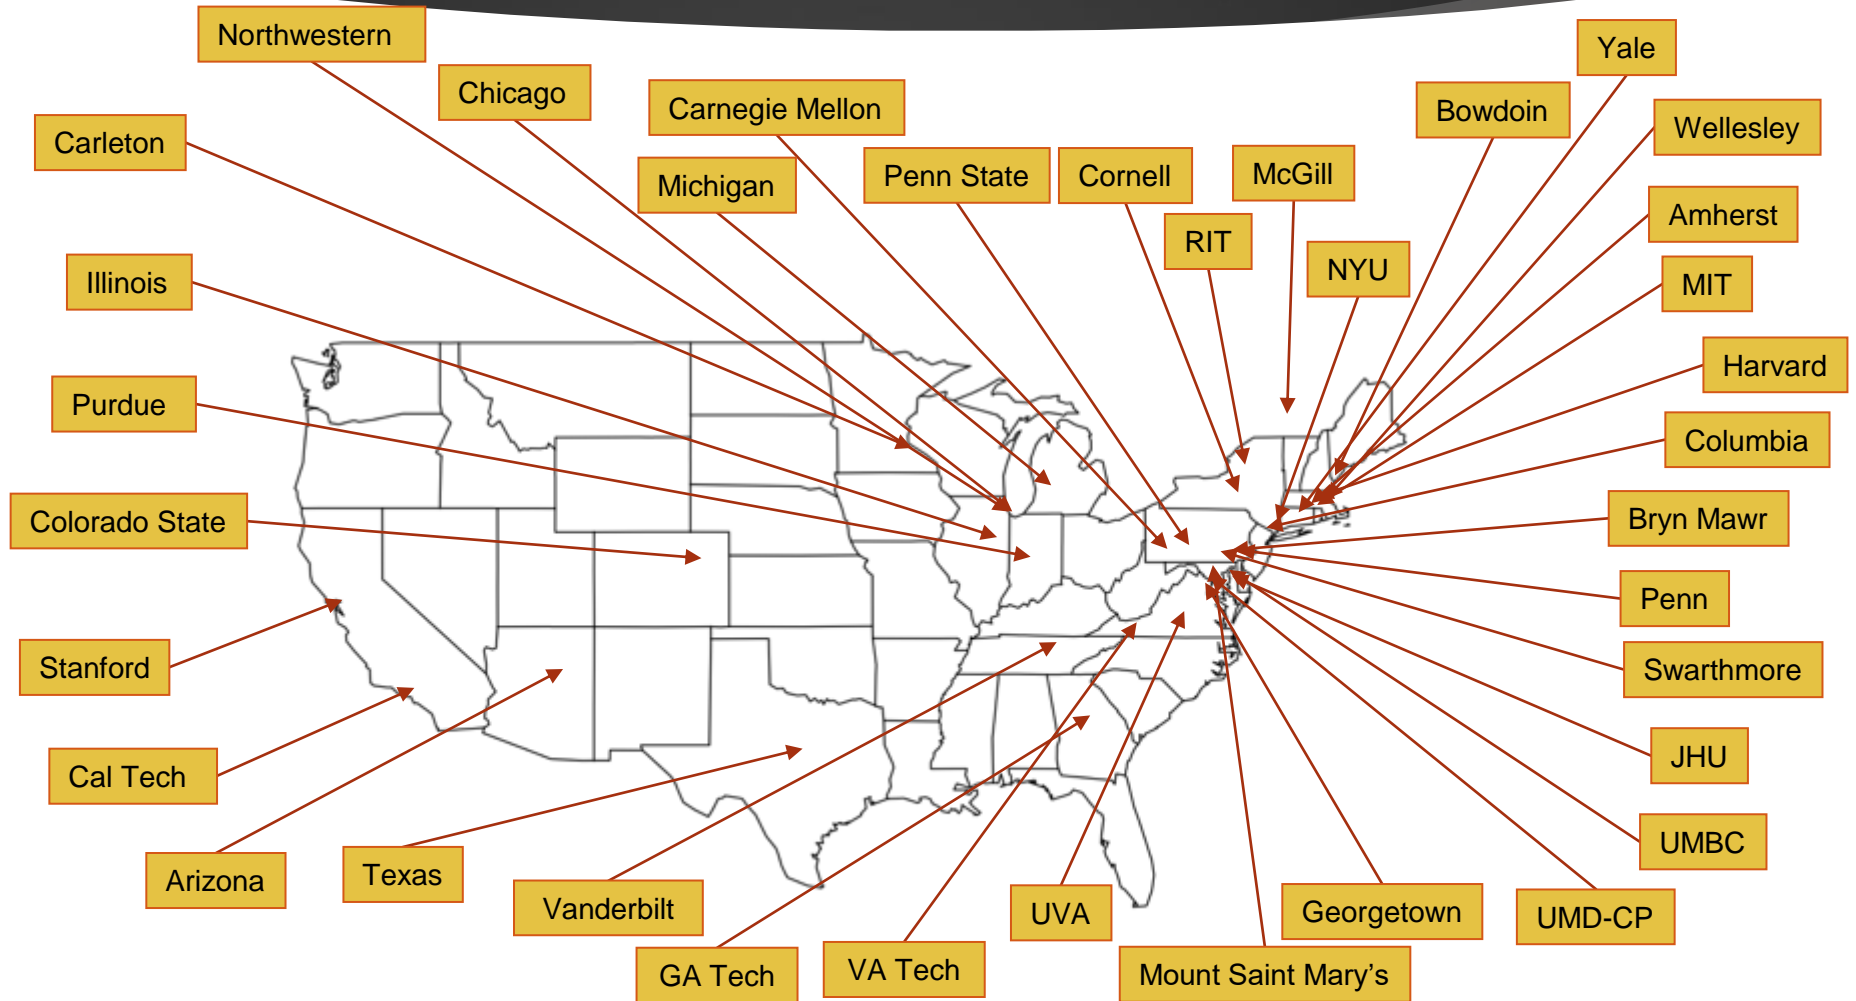 Northwestern
Yale
Chicago
Carnegie Mellon
Bowdoin
Wellesley
Carleton
Michigan
Penn State
Cornell
McGill
Amherst
RIT
NYU
Illinois
MIT
Harvard
Purdue
Columbia
Colorado State
Bryn Mawr
Penn
Stanford
Swarthmore
Cal Tech
JHU
UMBC
Arizona
Texas
Vanderbilt
UVA
Georgetown
UMD-CP
GA Tech
VA Tech
Mount Saint Mary’s